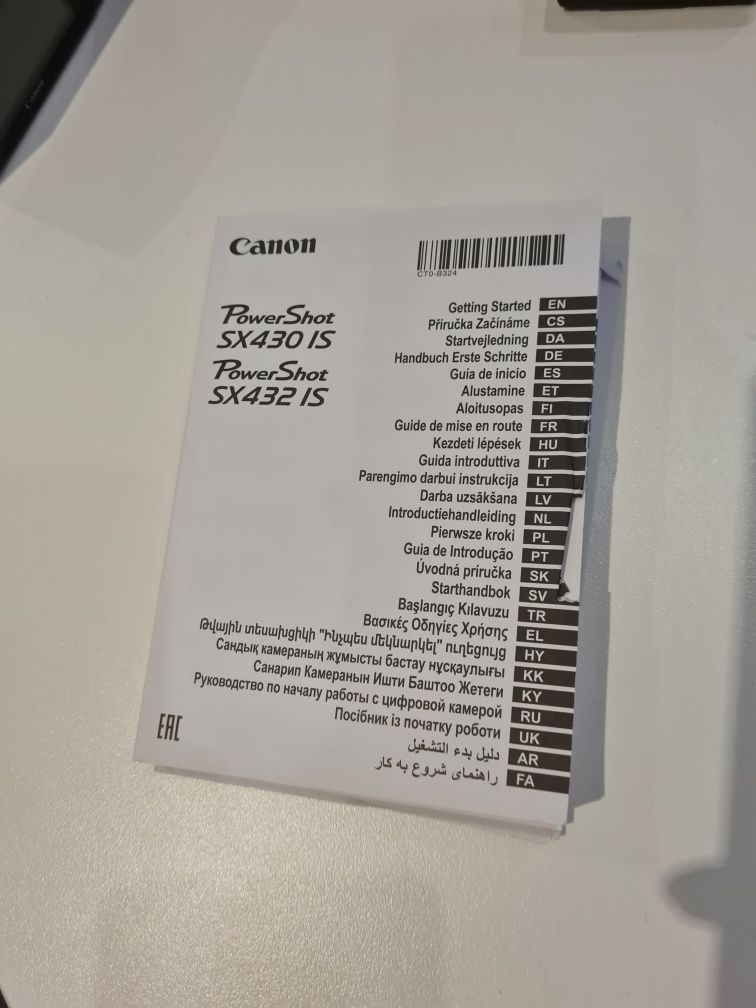 Canon
Canon
CT0-B324
PowerShot
SX430 IS
PowerShot
SX432 IS
Getting Started EN
Příručka Začínáme CS
Startvejledning DA
Handbuch Erste Schritte DE
Guía de inicio ES
Alustamine ET
Aloitusopas FI
Guide de mise en route FR
Kezdeti lépések HU
Guida introduttiva IT
Parengimo darbui instrukcija LT
Darba uzsākšana LV
Introductiehandleiding NL
Pierwsze kroki PL
Guia de Introdução PT
Úvodná príručka SK
Starthandbok SV
Başlangıç Kılavuzu TR
Βασικές Οδηγίες Χρήσης EL
Թվային տեսախցիկի "Ինչպես մեկնարկել" ուղեցույց HY
Сандық камераның жұмысты бастау нұсқаулығы KK
Санарип Камеранын Ишти Баштоо Жетеги KY
Руководство по началу работы с цифровой камерой RU
Посібник із початку роботи UK
دليل بدء التشغيل AR
راهنمای شروع به کار FA
EAC